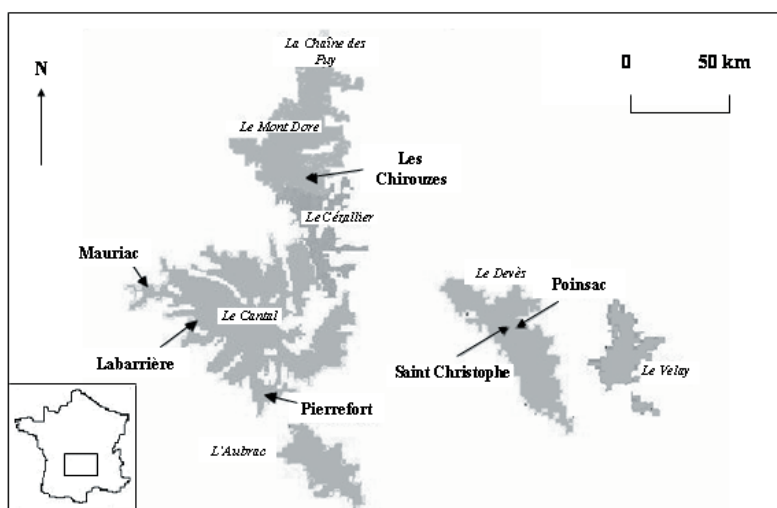 La Chaîne des
Puy
N
0 50 km
Le Mont Dore
Les
Chirouzes
Le Cézallier
Mauriac
Le Devès
Poinsac
Le Cantal
Labarrière
Saint Christophe
Le Velay
Pierrefort
L'Aubrac